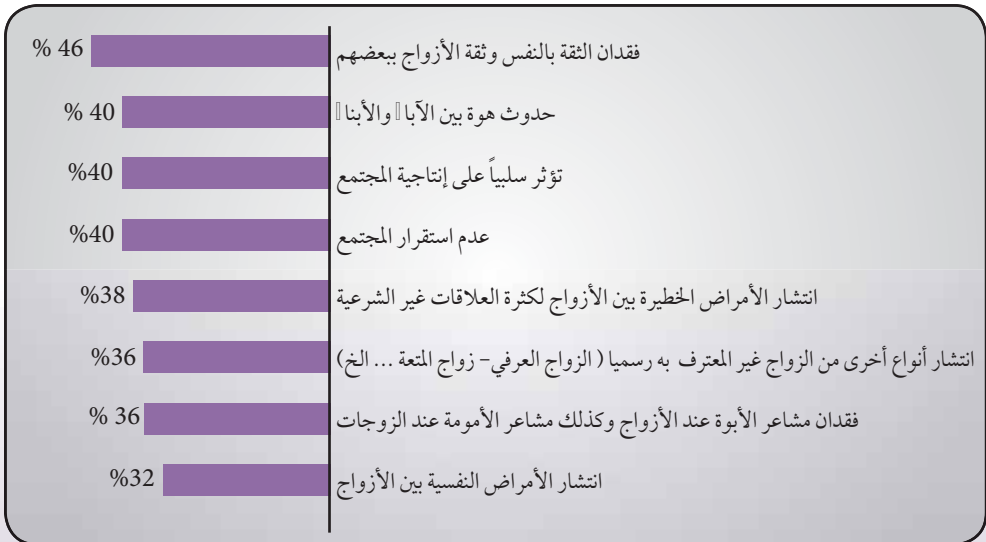 فقدان الثقة بالنفس وثقة الأزواج ببعضهم 46 %
حدوث هوة بين الآبا والأبنا 40 %
تؤثر سلبياً على إنتاجية المجتمع 40%
عدم استقرار المجتمع 40%
انتشار الأمراض الخطيرة بين الأزواج لكثرة العلاقات غير الشرعية 38%
انتشار أنواع أخرى من الزواج غير المعترف به رسميا ( الزواج العرفي- زواج المتعة ... الخ) 36%
فقدان مشاعر الأبوة عند الأزواج وكذلك مشاعر الأمومة عند الزوجات 36 %
انتشار الأمراض النفسية بين الأزواج 32%